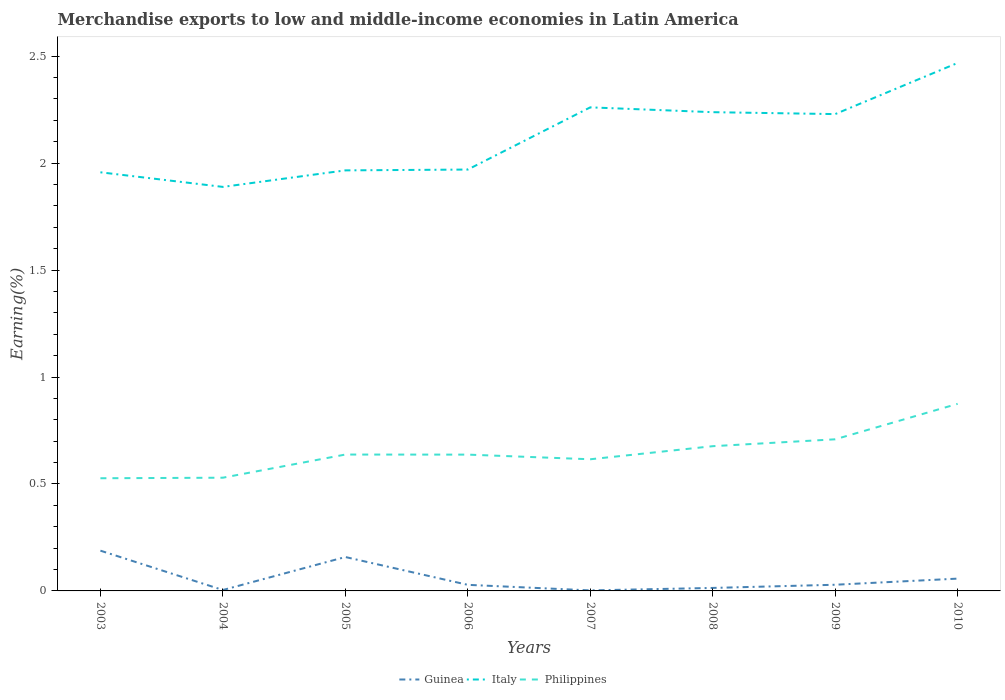 Merchandise exports to low and middle-income economies in Latin America
Earning(%)
2.5
2
1.5
1
0.5
0
2003
2004
2005
2006
2007
2008
2009
2010
Years
Guinea
Italy
Philippines